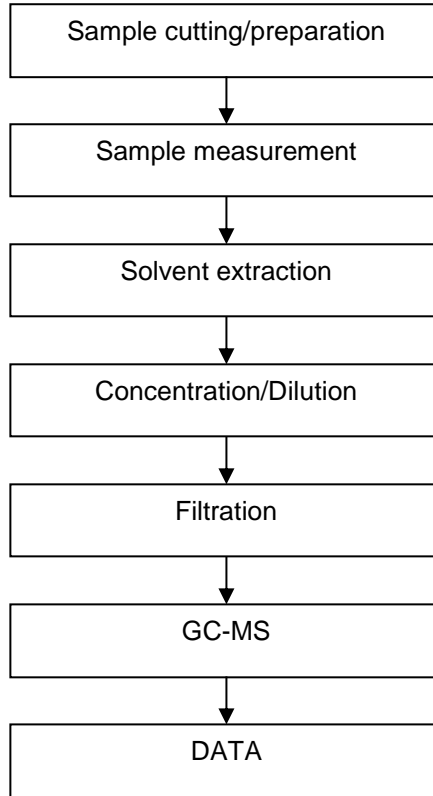 Sample cutting/preparation
Sample measurement
Solvent extraction
Concentration/Dilution
Filtration
GC-MS
DATA